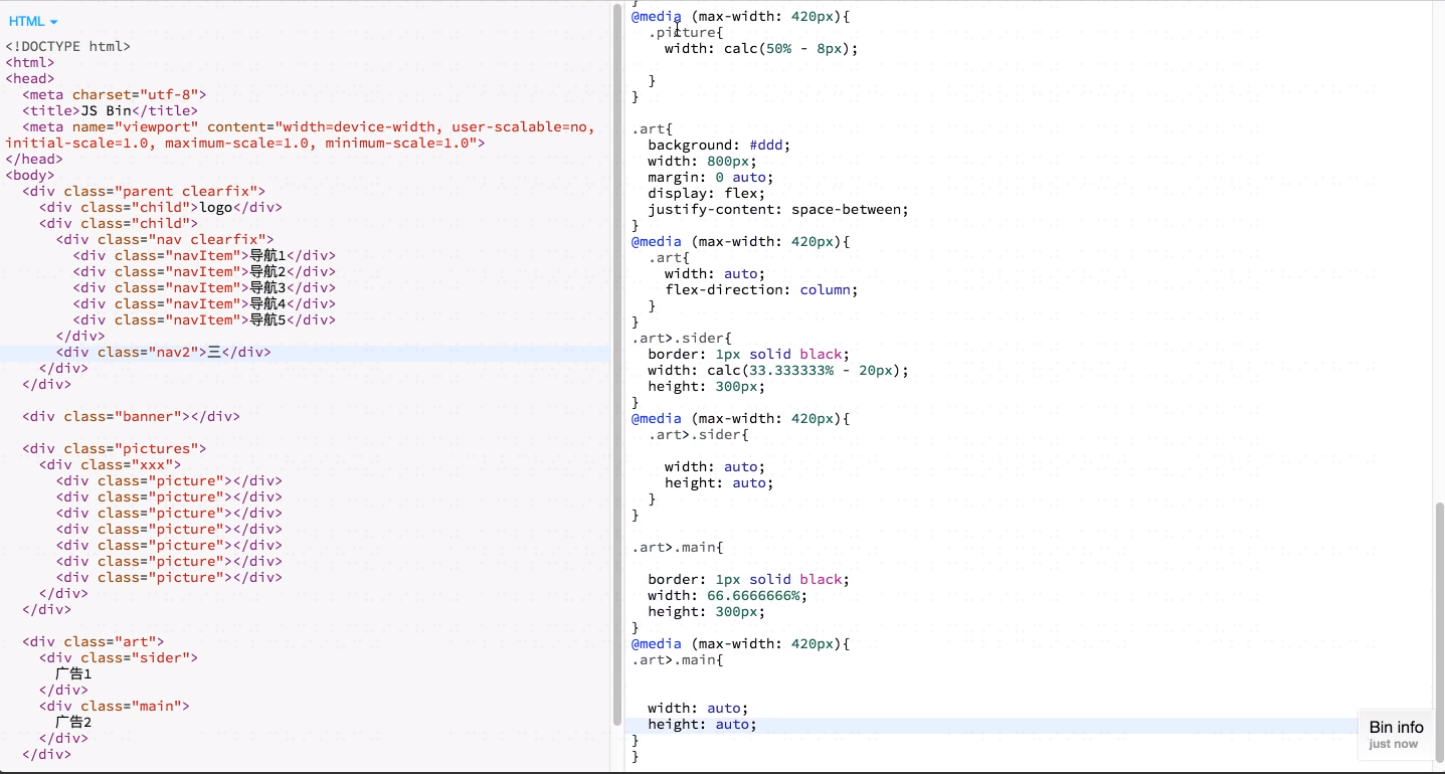 HTML
<!DOCTYPE html>
<html>
<head>
<meta charset="utf-8">
<title>JS Bin</title>
<meta name="viewport" content="width=device-width, user-scalable=no,
initial-scale=1.0, maximum-scale=1.0, minimum-scale=1.0">
</head>
<body>
<div class="parent clearfix">
<div class="child">logo</div>
<div class="child">
<div class="nav clearfix">
<div class="navItem">导航1</div>
<div class="navItem">导航2</div>
<div class="navItem">导航3</div>
<div class="navItem">导航4</div>
<div class="navItem">导航5</div>
</div>
<div class="nav2">三</div>
</div>
</div>
<div class="banner"></div>
<div class="pictures">
<div class="xxx">
<div class="picture"></div>
<div class="picture"></div>
<div class="picture"></div>
<div class="picture"></div>
<div class="picture"></div>
<div class="picture"></div>
<div class="picture"></div>
</div>
</div>
<div class="art">
<div class="sider">
广告1
</div>
<div class="main">
广告2
</div>
</div>
}
@media (max-width: 420px){
.picture{
width: calc(50% - 8px);
}
}
.art{
background: #ddd;
width: 800px;
margin: 0 auto;
display: flex;
justify-content: space-between;
}
@media (max-width: 420px){
.art{
width: auto;
flex-direction: column;
}
}
.art>.sider{
border: 1px solid black;
width: calc(33.333333% - 20px);
height: 300px;
}
@media (max-width: 420px){
.art>.sider{
width: auto;
height: auto;
}
}
.art>.main{
border: 1px solid black;
width: 66.6666666%;
height: 300px;
}
@media (max-width: 420px){
.art>.main{
width: auto;
height: auto;
}
}
Bin info
just now